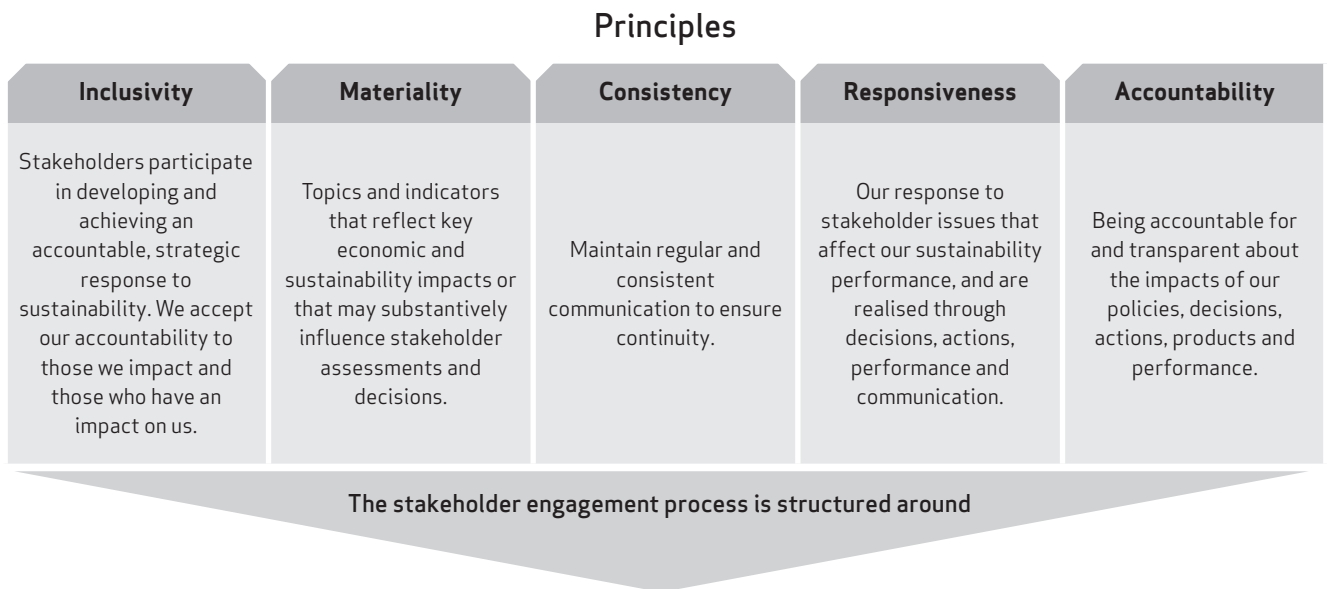 Principles
Inclusivity
Stakeholders participate
in developing and
achieving an
accountable, strategic
response to
sustainability. We accept
our accountability to
those we impact and
those who have an
impact on us.
Materiality
Topics and indicators
that reflect key
economic and
sustainability impacts or
that may substantively
influence stakeholder
assessments and
decisions.
Consistency
Maintain regular and
consistent
communication to ensure
continuity.
Responsiveness
Our response to
stakeholder issues that
affect our sustainability
performance, and are
realised through
decisions, actions,
performance and
communication.
Accountability
Being accountable for
and transparent about
the impacts of our
policies, decisions,
actions, products and
performance.
The stakeholder engagement process is structured around